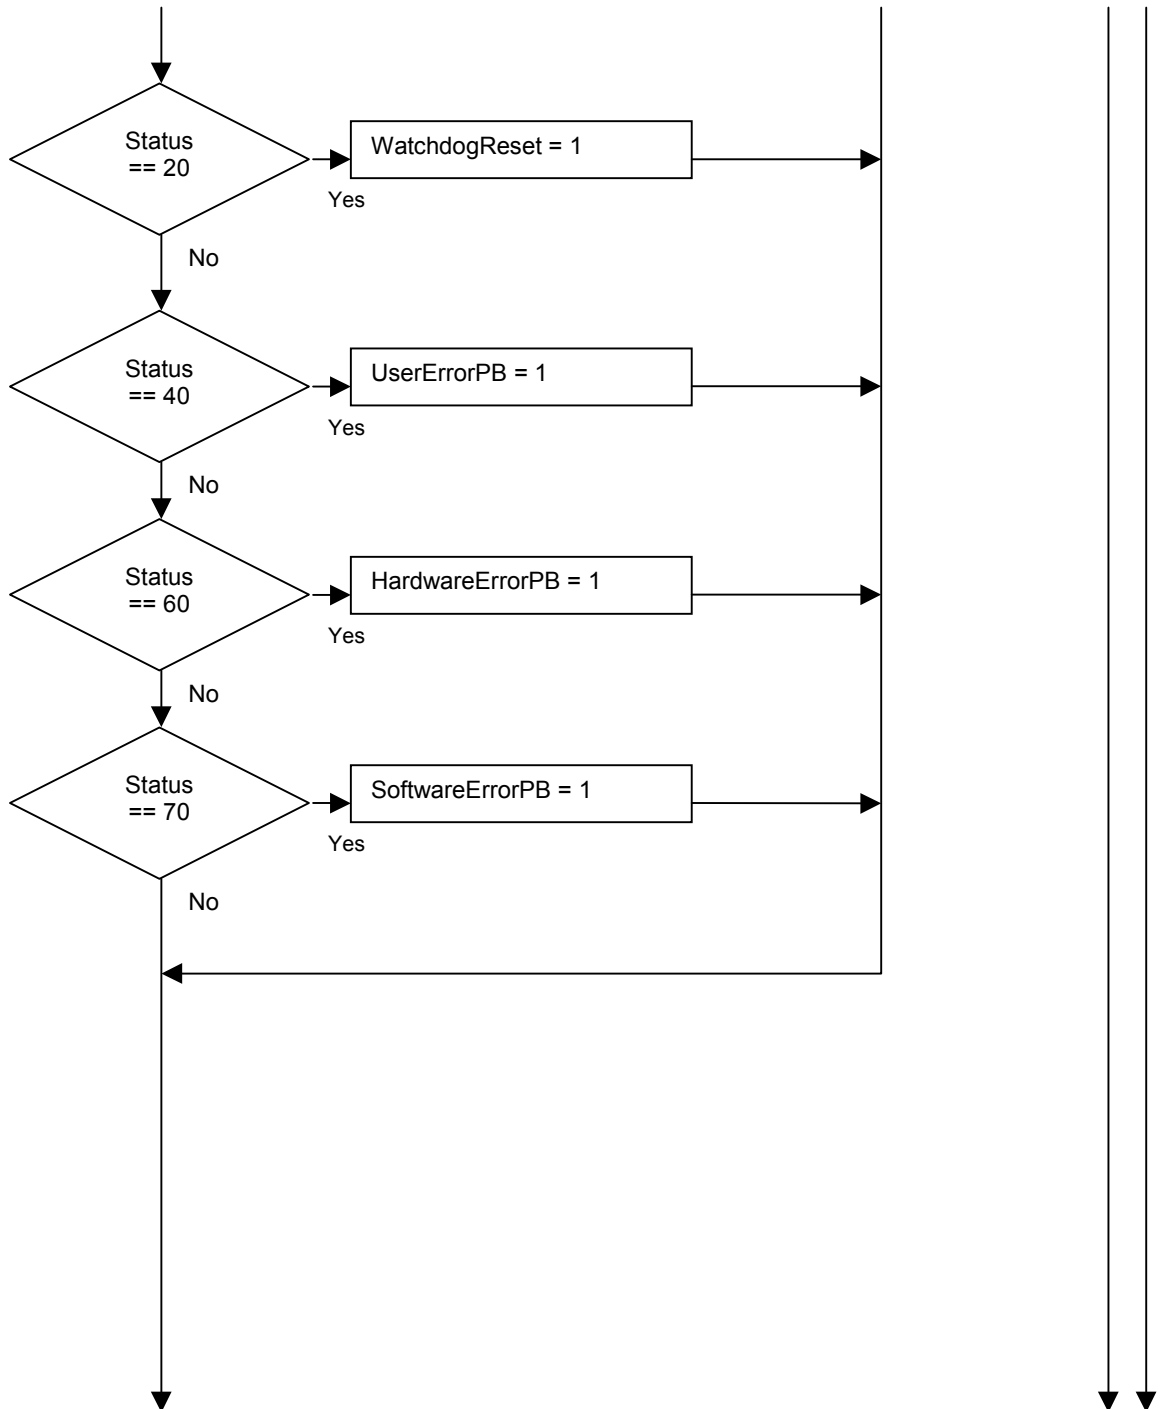 Status
== 20
WatchdogReset = 1
Yes
No
Status
== 40
UserErrorPB = 1
Yes
No
Status
== 60
HardwareErrorPB = 1
Yes
No
Status
== 70
SoftwareErrorPB = 1
Yes
No